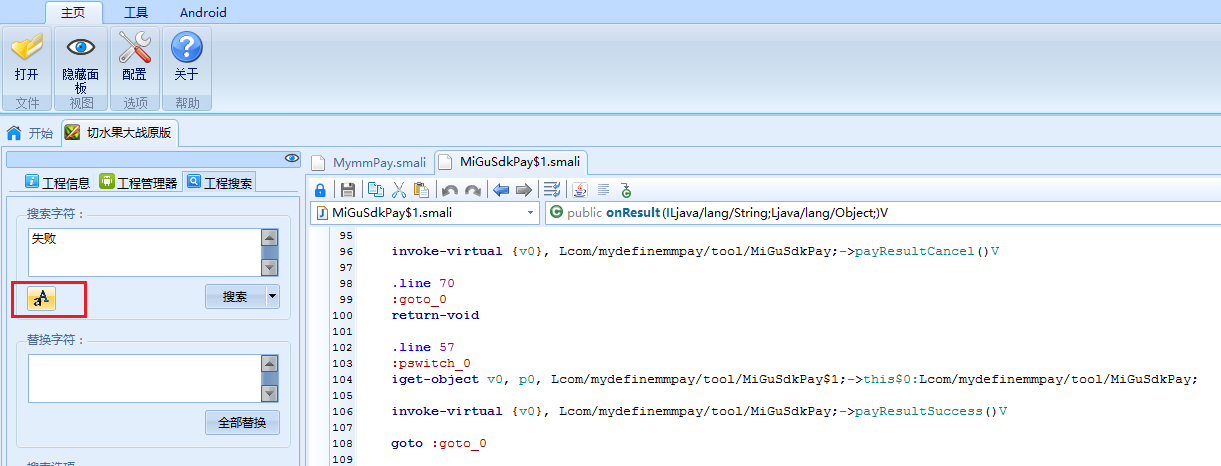 主页 工具 Android
打开 隐藏面板 配置 关于
文件 视图 选项 帮助
开始 切水果大战原版
工程信息 工程管理器 工程搜索
搜索字符：
失败
aA
搜索
替换字符：
全部替换
MymmPay.smali MiGuSdkPay$1.smali
MiGuSdkPay$1.smali public onResult(ILjava/lang/String;Ljava/lang/Object;)V
95
96 invoke-virtual {v0}, Lcom/mydefinemmpay/tool/MiGuSdkPay;->payResultCancel()V
97
98 .line 70
99 :goto_0
100 return-void
101
102 .line 57
103 :pswitch_0
104 iget-object v0, p0, Lcom/mydefinemmpay/tool/MiGuSdkPay$1;->this$0:Lcom/mydefinemmpay/tool/MiGuSdkPay;
105
106 invoke-virtual {v0}, Lcom/mydefinemmpay/tool/MiGuSdkPay;->payResultSuccess()V
107
108 goto :goto_0
109